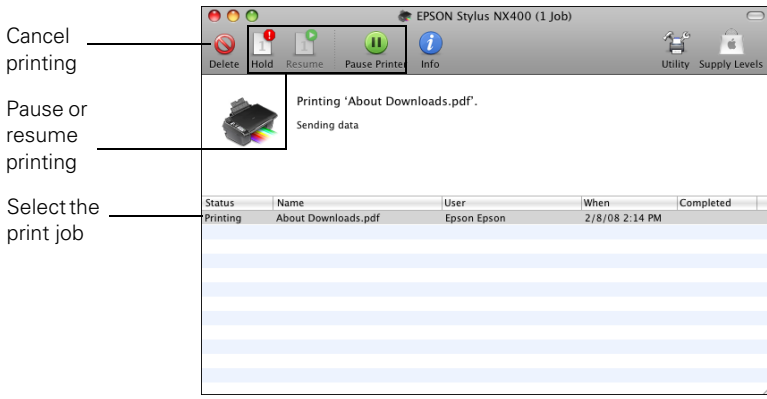 EPSON Stylus NX400 (1 Job)
Cancel
printing
Delete Hold Resume Pause Printer Info Utility Supply Levels
Pause or
resume
printing
Printing 'About Downloads.pdf'.
Sending data
Select the
print job
Status Name User When Completed
Printing About Downloads.pdf Epson Epson 2/8/08 2:14 PM